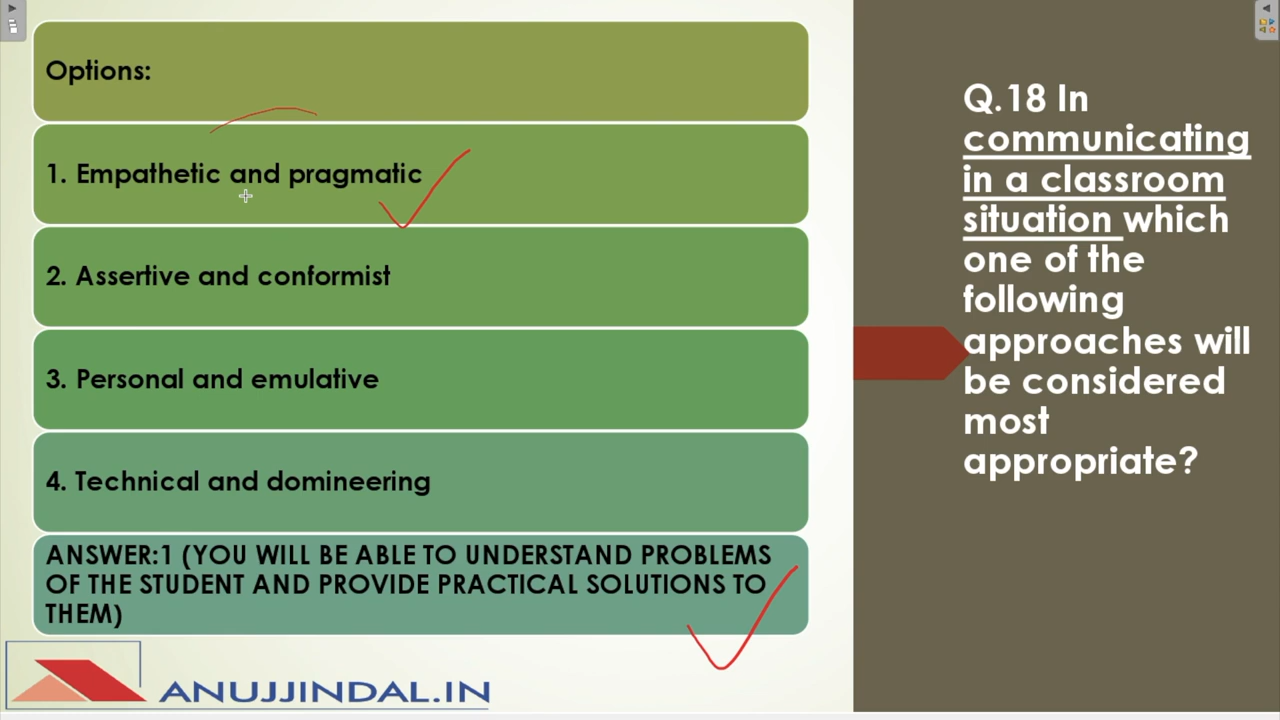 Options:
1. Empathetic and pragmatic
2. Assertive and conformist
3. Personal and emulative
4. Technical and domineering
ANSWER:1 (YOU WILL BE ABLE TO UNDERSTAND PROBLEMS
OF THE STUDENT AND PROVIDE PRACTICAL SOLUTIONS TO
THEM)
ANUJJINDAL.IN
Q.18 In
communicating
in a classroom
situation which
one of the
following
approaches will
be considered
most
appropriate?